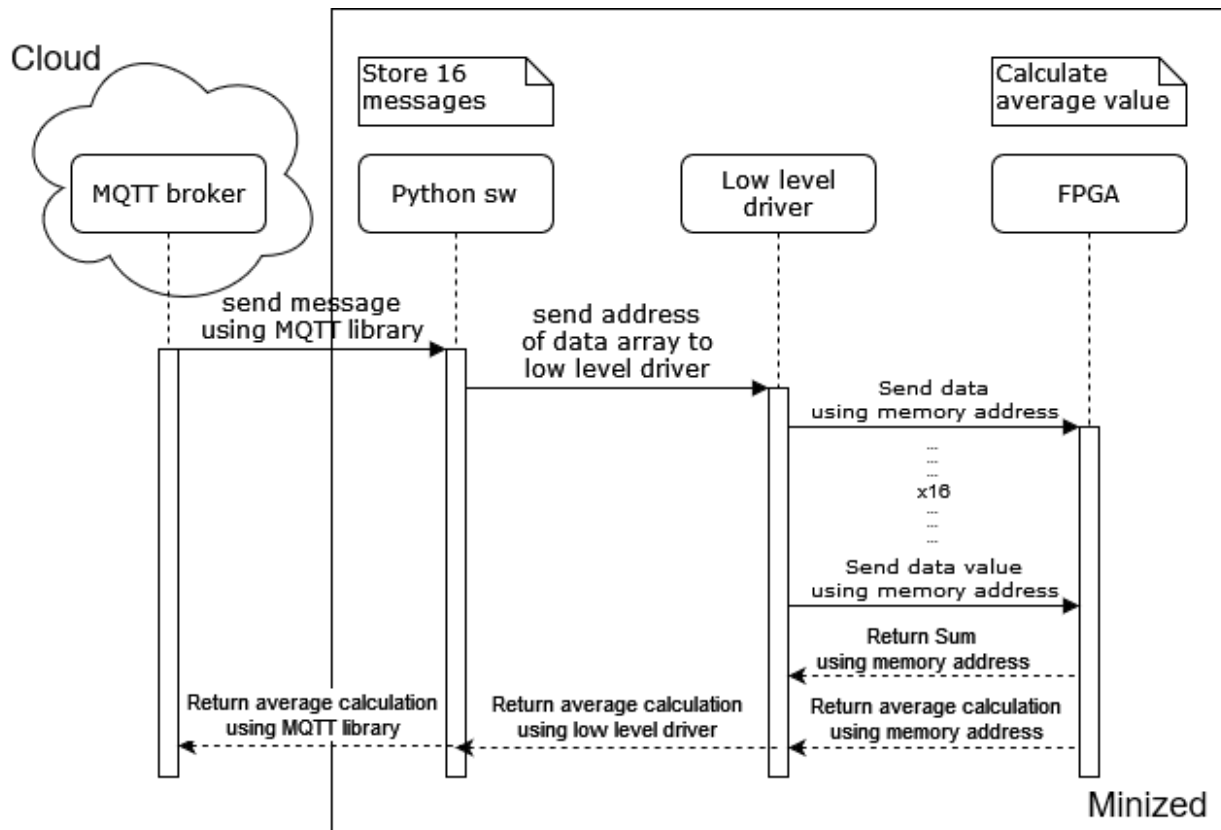 Cloud
Store 16
messages
Calculate
average value
MQTT broker
Python sw
Low level
driver
FPGA
send message
using MQTT library
send address
of data array to
low level driver
Send data
using memory address
...
...
...
x16
...
...
...
Send data value
using memory address
Return Sum
using memory address
Return average calculation
using MQTT library
Return average calculation
using low level driver
Return average calculation
using memory address
Minized